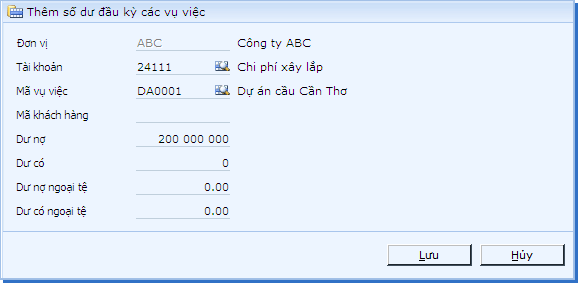 Thêm số dư đầu kỳ các vụ việc
Đơn vị ABC Công ty ABC
Tài khoản 24111 Chi phí xây lắp
Mã vụ việc DA0001 Dự án cầu Cần Thơ
Mã khách hàng
Dư nợ 200 000 000
Dư có 0
Dư nợ ngoại tệ 0.00
Dư có ngoại tệ 0.00
Lưu Hủy